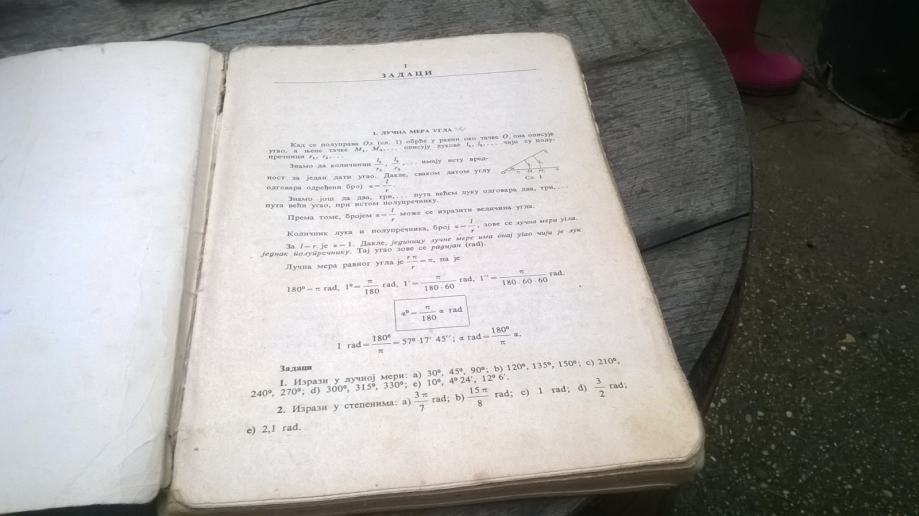 I
ЗАДАЦИ
1. ЛУЧНА МЕРА УГЛА
Кад се полуправа Ox (сл. 1) обрће у равни око тачке O, она описује
угао, а њене тачке M₁, M₂,... описују лукове l₁, l₂,... чији су полу-
пречници r₁, r₂,...
Знамо да количници l₁/r₁, l₂/r₂, ... имају исту вред-
ност за један дати угао. Дакле, сваком датом углу
одговара одређени број α = l/r
Сл. 1
Знамо још да два, три,... пута већем луку одговара два, три,...
пута већи угао, при истом полупречнику.
Према томе, бројем α = l/r може се изразити величина угла.
Количник лука и полупречника, број α = l/r, зове се лучна мера угла.
За l = r је α = 1. Дакле, јединицу лучне мере има онај угао чији је лук
једнак полупречнику. Тај угао зове се радијан (rad).
Лучна мера равног угла је rπ/r = π, па је
180° = π rad, 1° = π/180 rad, 1′ = π/(180·60) rad, 1″ = π/(180·60·60) rad.
α° = π/180 α rad
1 rad = 180°/π = 57° 17′ 45″; α rad = 180°/π α.
Задаци
1. Изрази у лучној мери: a) 30°, 45°, 90°; b) 120°, 135°, 150°; c) 210°,
240°, 270°; d) 300°, 315°, 330°; e) 10°, 4° 24′, 12° 6′.
2. Изрази у степенима: a) 3π/7 rad; b) 15π/8 rad; c) 1 rad; d) 3/2 rad;
e) 2,1 rad.